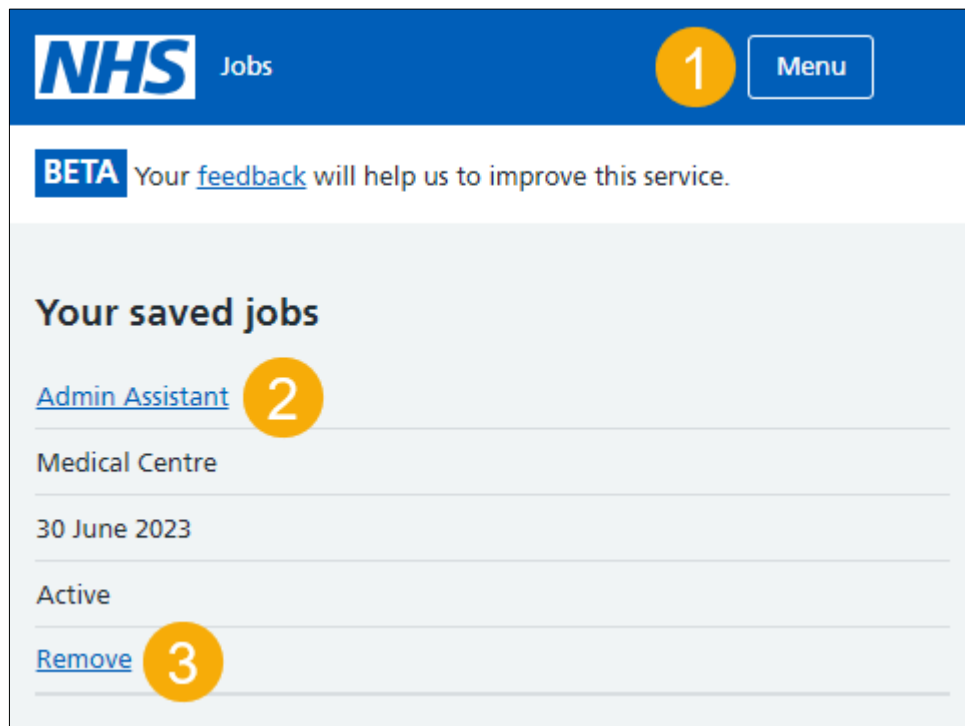 NHS Jobs 1 Menu
BETA Your feedback will help us to improve this service.
Your saved jobs
Admin Assistant 2
Medical Centre
30 June 2023
Active
Remove 3